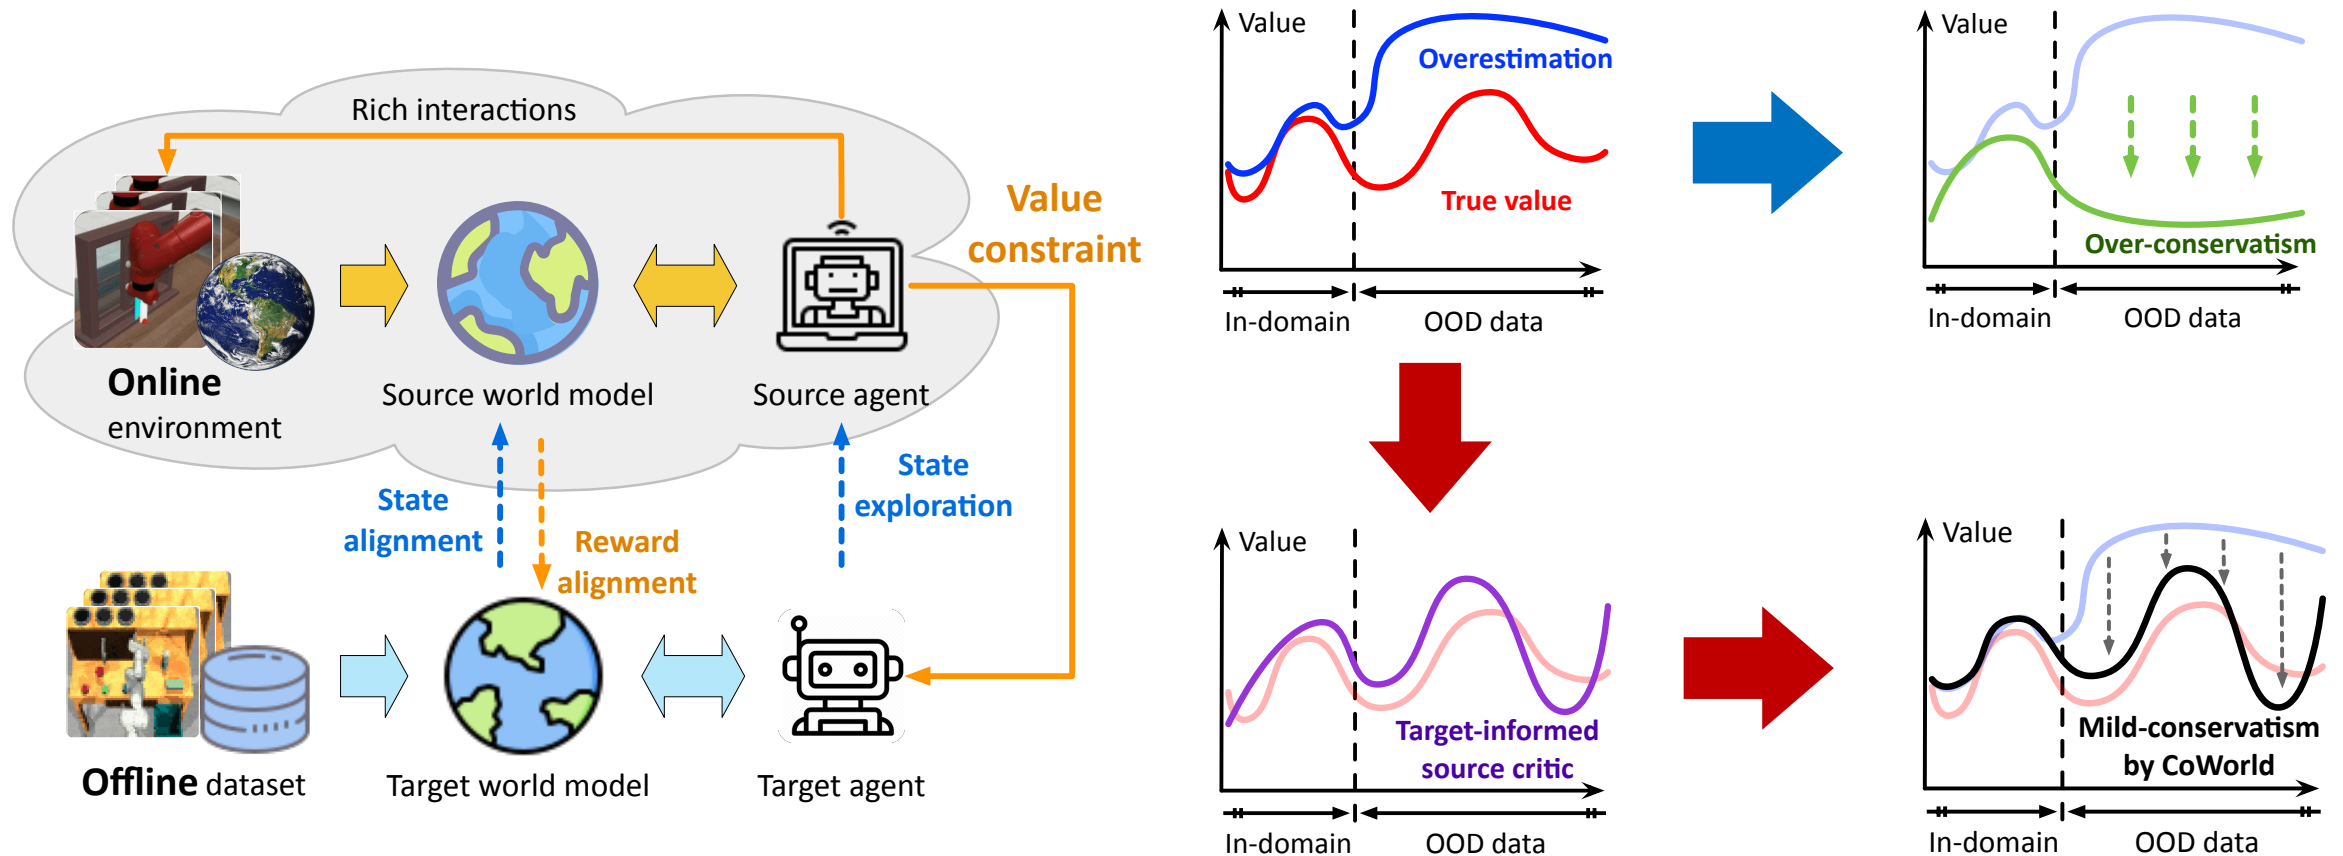 Rich interactions
Value
constraint
Online
environment
Source world model
Source agent
State
alignment
Reward
alignment
State
exploration
Offline dataset
Target world model
Target agent
Value
Overestimation
True value
In-domain
OOD data
Value
Over-conservatism
In-domain
OOD data
Value
Target-informed
source critic
In-domain
OOD data
Value
Mild-conservatism
by CoWorld
In-domain
OOD data